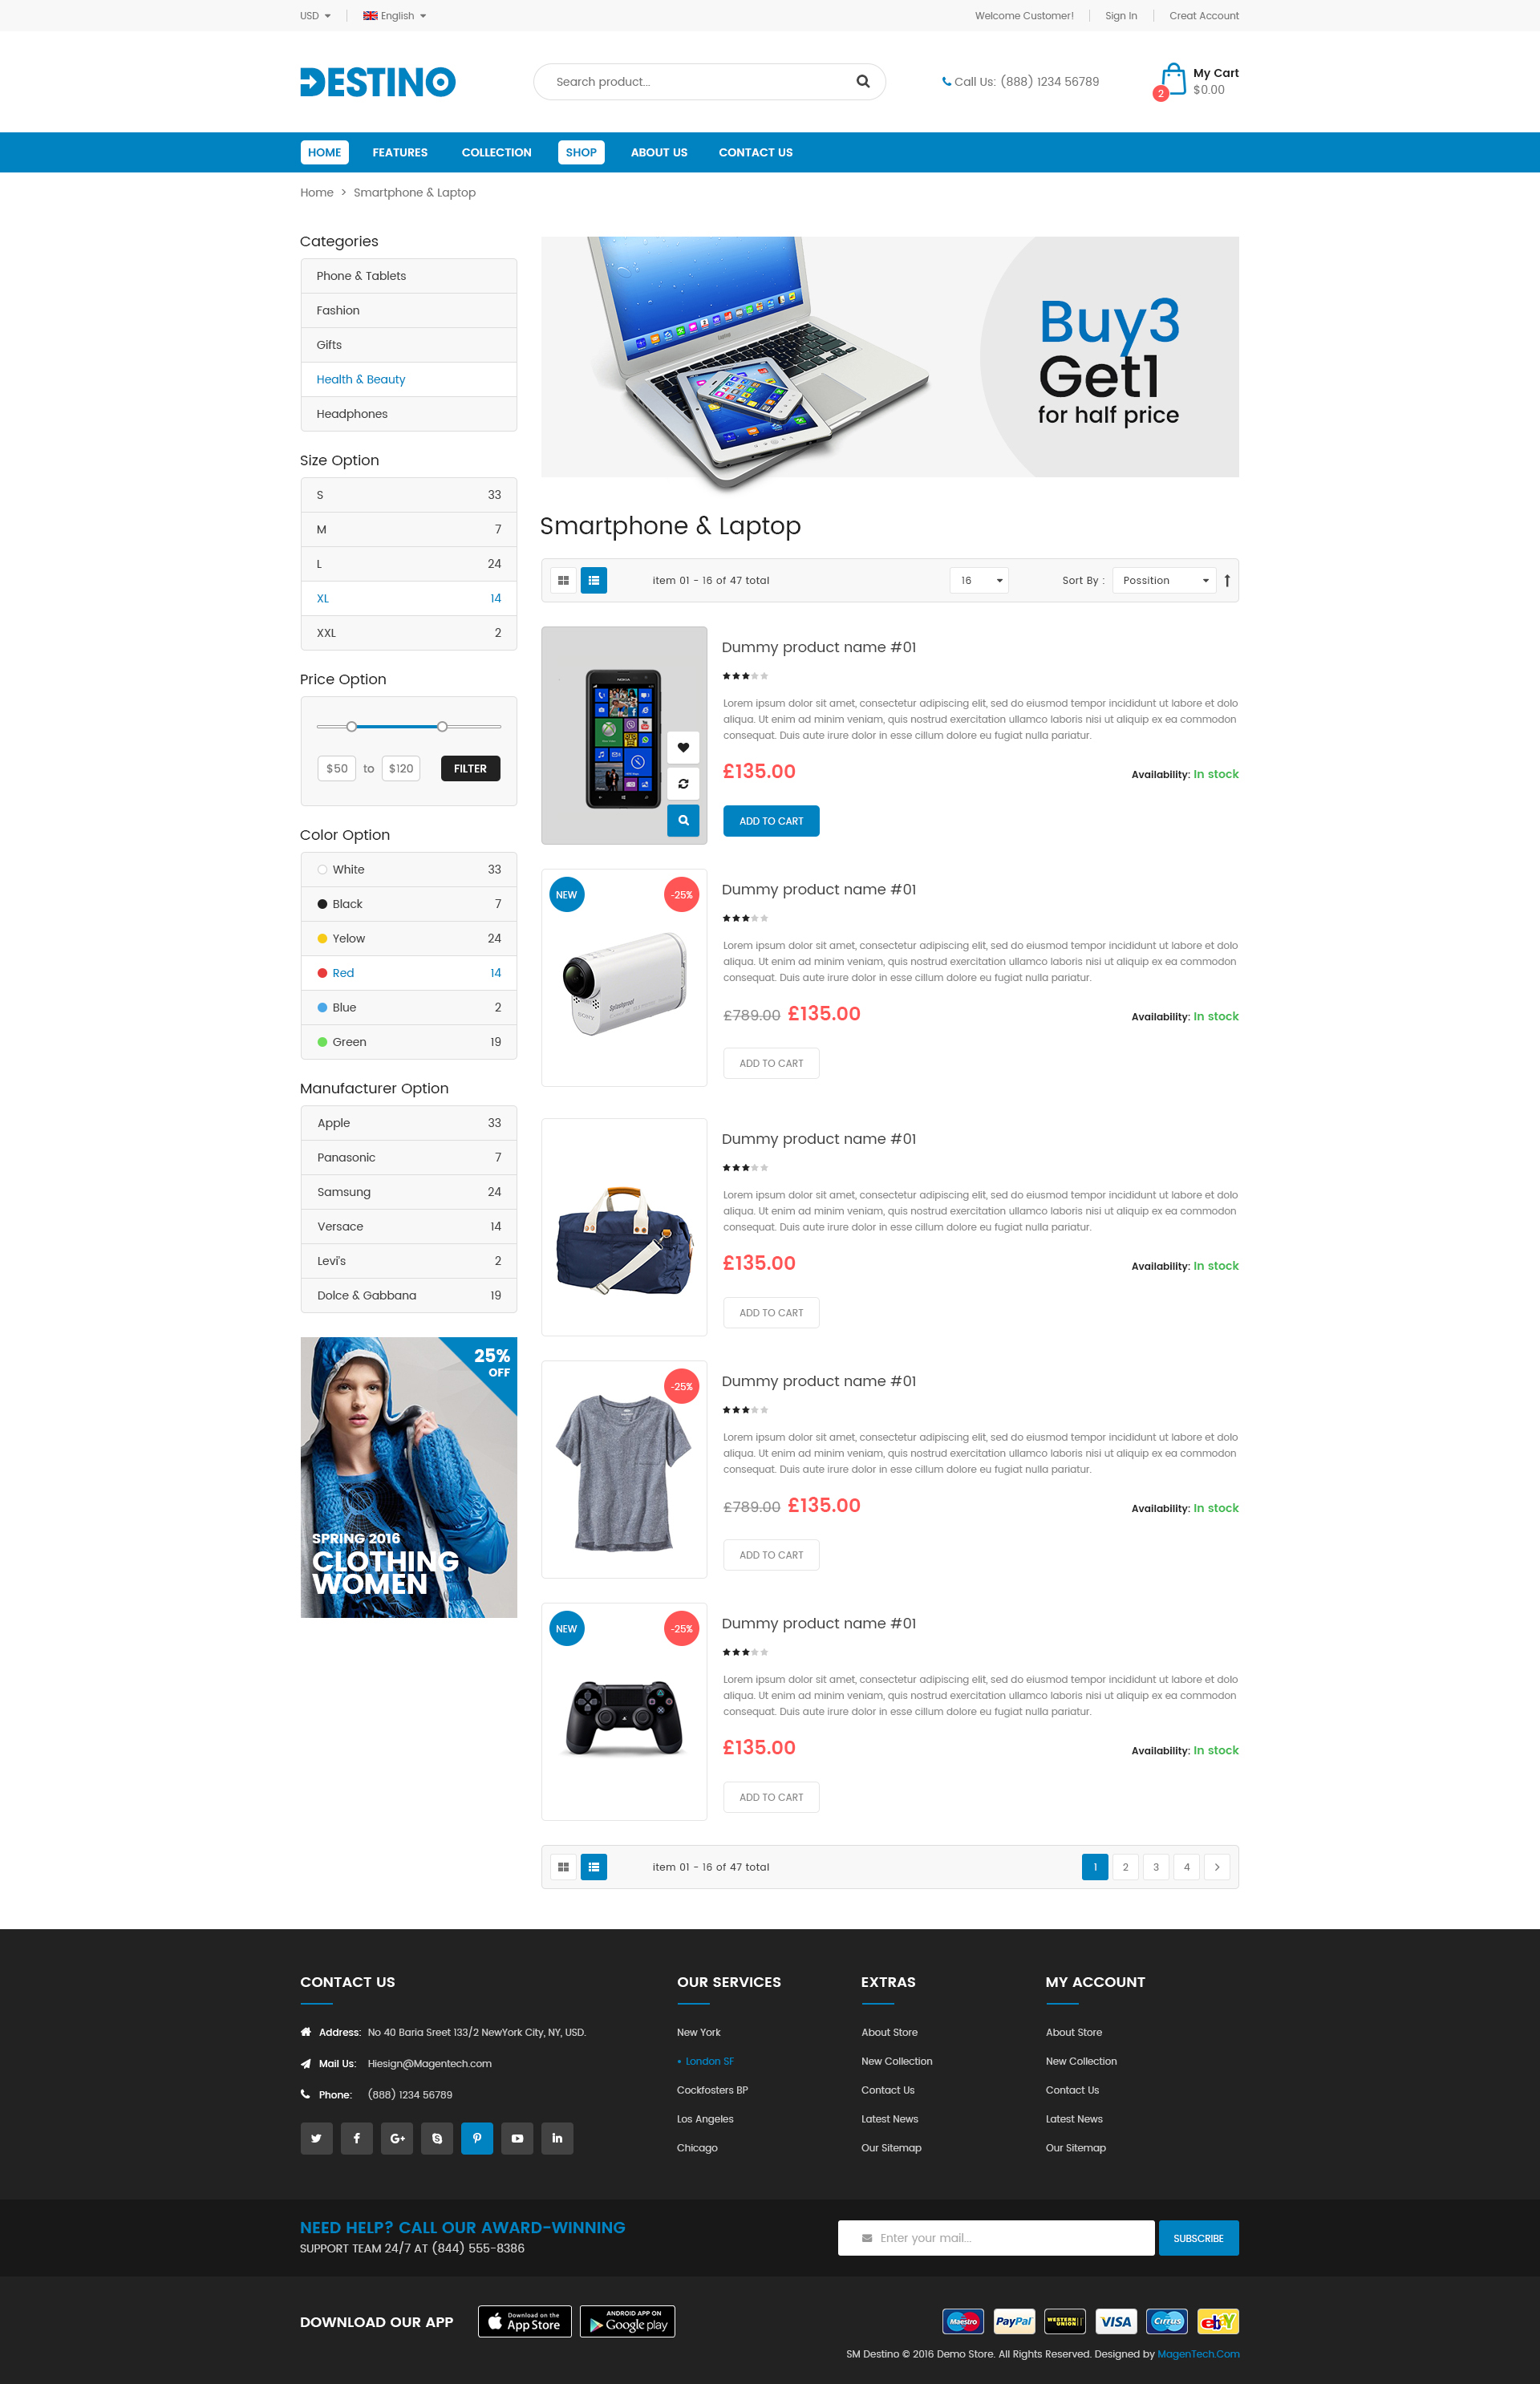 USD English Welcome Customer! Sign In Creat Account
DESTINO
Search product...
Call Us: (888) 1234 56789
My Cart
$0.00
2
HOME FEATURES COLLECTION SHOP ABOUT US CONTACT US
Home > Smartphone & Laptop
Categories
Phone & Tablets
Fashion
Gifts
Health & Beauty
Headphones
Size Option
S 33
M 7
L 24
XL 14
XXL 2
Price Option
$50 to $120 FILTER
Color Option
White 33
Black 7
Yelow 24
Red 14
Blue 2
Green 19
Manufacturer Option
Apple 33
Panasonic 7
Samsung 24
Versace 14
Levi's 2
Dolce & Gabbana 19
25%
OFF
SPRING 2016
CLOTHING
WOMEN
Buy3
Get1
for half price
Smartphone & Laptop
item 01 - 16 of 47 total 16 Sort By : Possition
NOKIA
Dummy product name #01
Lorem ipsum dolor sit amet, consectetur adipiscing elit, sed do eiusmod tempor incididunt ut labore et dolo
aliqua. Ut enim ad minim veniam, quis nostrud exercitation ullamco laboris nisi ut aliquip ex ea commodon
consequat. Duis aute irure dolor in esse cillum dolore eu fugiat nulla pariatur.
£135.00 Availability: In stock
ADD TO CART
NEW -25%
Splashproof
SONY
Dummy product name #01
Lorem ipsum dolor sit amet, consectetur adipiscing elit, sed do eiusmod tempor incididunt ut labore et dolo
aliqua. Ut enim ad minim veniam, quis nostrud exercitation ullamco laboris nisi ut aliquip ex ea commodon
consequat. Duis aute irure dolor in esse cillum dolore eu fugiat nulla pariatur.
£789.00 £135.00 Availability: In stock
ADD TO CART
Dummy product name #01
Lorem ipsum dolor sit amet, consectetur adipiscing elit, sed do eiusmod tempor incididunt ut labore et dolo
aliqua. Ut enim ad minim veniam, quis nostrud exercitation ullamco laboris nisi ut aliquip ex ea commodon
consequat. Duis aute irure dolor in esse cillum dolore eu fugiat nulla pariatur.
£135.00 Availability: In stock
ADD TO CART
-25%
Dummy product name #01
Lorem ipsum dolor sit amet, consectetur adipiscing elit, sed do eiusmod tempor incididunt ut labore et dolo
aliqua. Ut enim ad minim veniam, quis nostrud exercitation ullamco laboris nisi ut aliquip ex ea commodon
consequat. Duis aute irure dolor in esse cillum dolore eu fugiat nulla pariatur.
£789.00 £135.00 Availability: In stock
ADD TO CART
NEW -25%
Dummy product name #01
Lorem ipsum dolor sit amet, consectetur adipiscing elit, sed do eiusmod tempor incididunt ut labore et dolo
aliqua. Ut enim ad minim veniam, quis nostrud exercitation ullamco laboris nisi ut aliquip ex ea commodon
consequat. Duis aute irure dolor in esse cillum dolore eu fugiat nulla pariatur.
£135.00 Availability: In stock
ADD TO CART
item 01 - 16 of 47 total 1 2 3 4 >
CONTACT US
Address: No 40 Baria Sreet 133/2 NewYork City, NY, USD.
Mail Us: Hiesign@Magentech.com
Phone: (888) 1234 56789
OUR SERVICES
New York
• London SF
Cockfosters BP
Los Angeles
Chicago
EXTRAS
About Store
New Collection
Contact Us
Latest News
Our Sitemap
MY ACCOUNT
About Store
New Collection
Contact Us
Latest News
Our Sitemap
NEED HELP? CALL OUR AWARD-WINNING
SUPPORT TEAM 24/7 AT (844) 555-8386
Enter your mail... SUBSCRIBE
DOWNLOAD OUR APP
Download on the
App Store
ANDROID APP ON
Google play
Maestro PayPal WESTERN UNION VISA Cirrus ebY
SM Destino © 2016 Demo Store. All Rights Reserved. Designed by MagenTech.Com